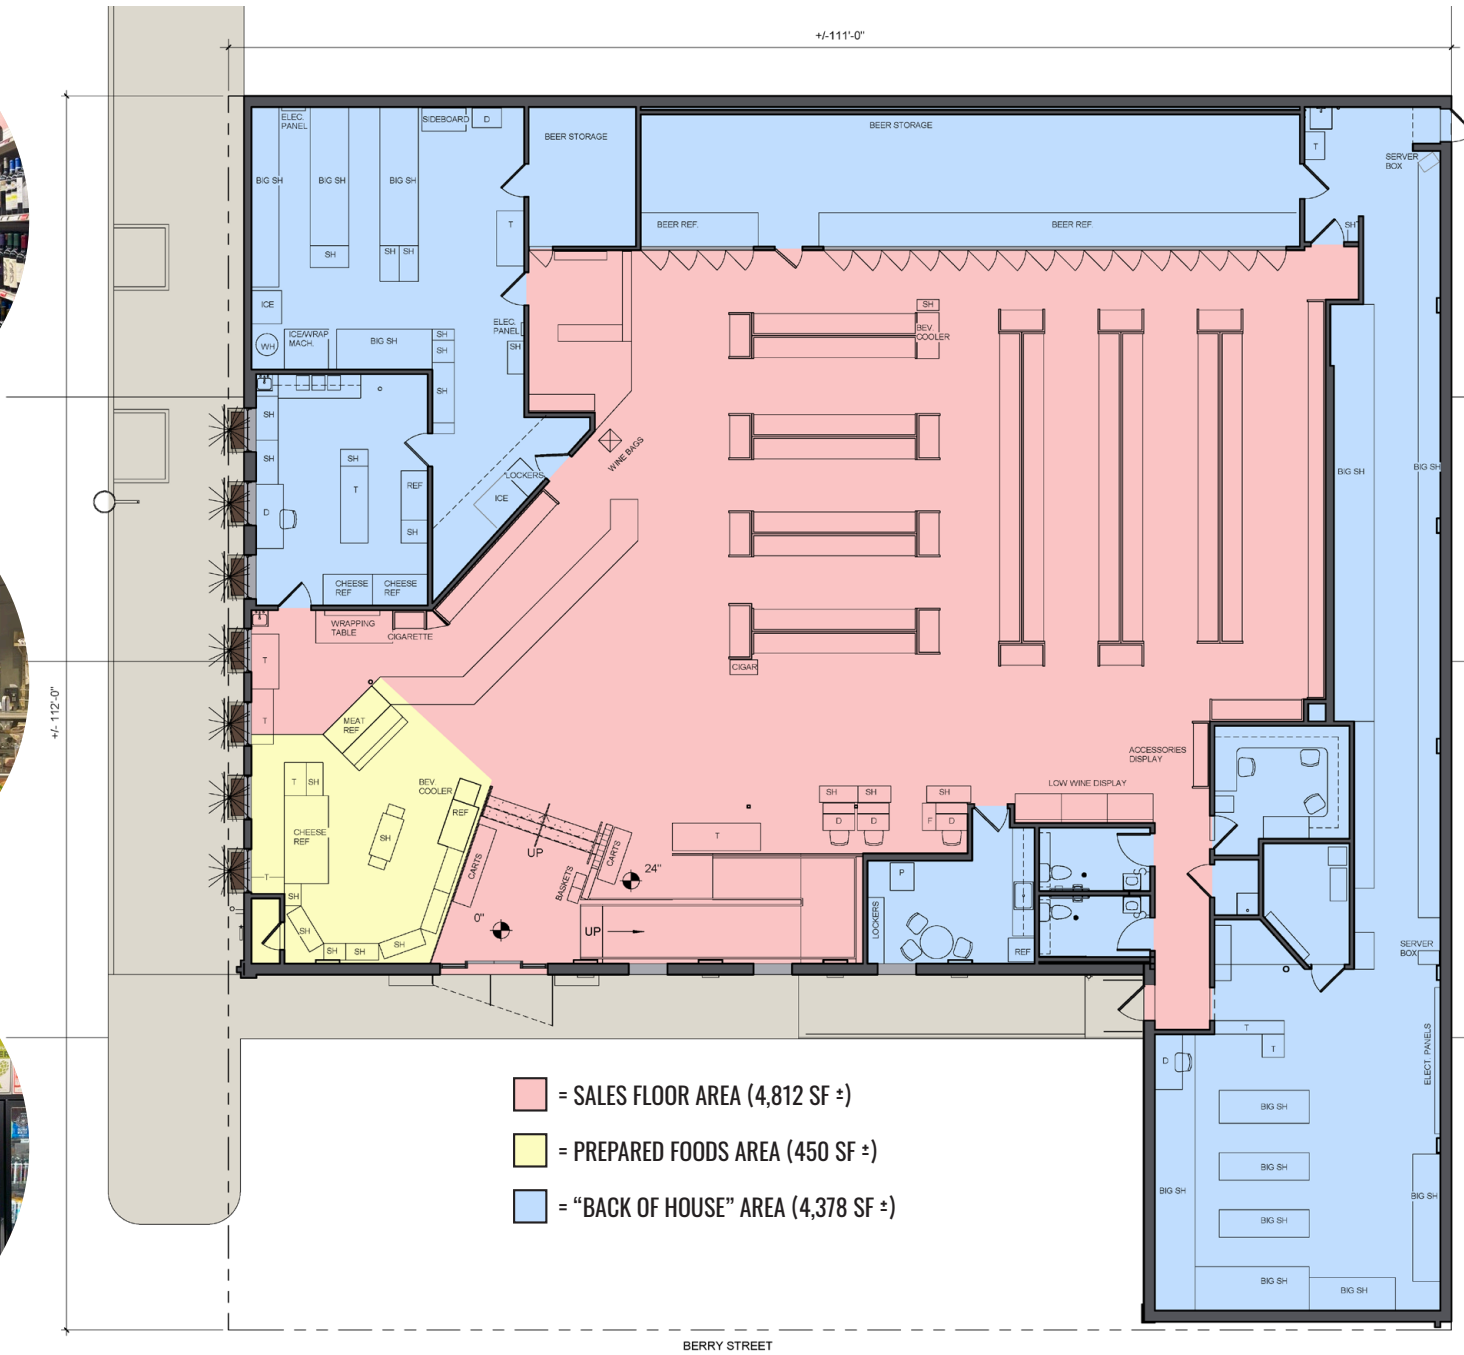 +/-111'-0"
ELEC.
PANEL
SIDEBOARD
D
BEER STORAGE
BEER STORAGE
T
SERVER
BOX
BIG SH
BIG SH
BIG SH
T
BEER REF.
BEER REF.
SH
SH
SH
SH
ICE
WH
ICE/WRAP
MACH.
BIG SH
SH
SH
SH
ELEC.
PANEL
SH
SH
BEV.
COOLER
SH
SH
SH
T
REF
SH
D
LOCKERS
ICE
WINE BAGS
BIG SH
BIG SH
CHEESE
REF
CHEESE
REF
WRAPPING
TABLE
CIGARETTE
T
T
CIGAR
+/- 112'-0"
MEAT
REF
BEV.
COOLER
REF
T
SH
CHEESE
REF
SH
T
SH
SH
SH
SH
SH
CARTS
UP
BASKETS
CARTS
24"
0"
UP
T
SH
SH
SH
D
D
F
D
LOW WINE DISPLAY
ACCESSORIES
DISPLAY
P
LOCKERS
REF
SERVER
BOX
T
T
D
ELECT. PANELS
BIG SH
BIG SH
BIG SH
BIG SH
BIG SH
BIG SH
BIG SH
= SALES FLOOR AREA (4,812 SF ±)
= PREPARED FOODS AREA (450 SF ±)
= “BACK OF HOUSE” AREA (4,378 SF ±)
BERRY STREET